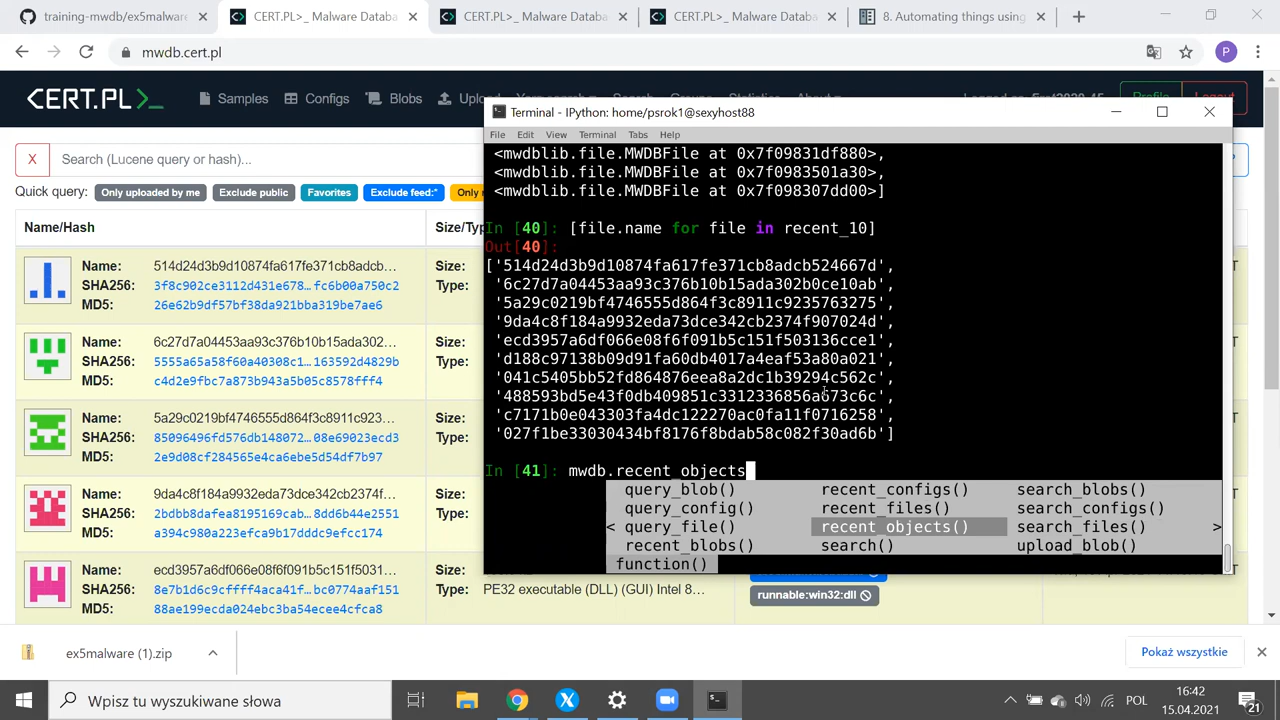 training-mwdb/ex5malware
CERT.PL>_ Malware Databa
CERT.PL>_ Malware Databa
CERT.PL>_ Malware Databa
8. Automating things using
mwdb.cert.pl
P
CERT.PL>_
Samples
Configs
Blobs
Terminal - IPython: home/psrok1@sexyhost88
File Edit View Terminal Tabs Help
X
Search (Lucene query or hash)...
Quick query:
Only uploaded by me
Exclude public
Favorites
Exclude feed:*
Name/Hash
Name: 514d24d3b9d10874fa617fe371cb8adcb…
SHA256: 3f8c902ce3112d431e678…fc6b00a750c2
MD5: 26e62b9df57bf38da921bba319be7ae6
Size:
Type:
Name: 6c27d7a04453aa93c376b10b15ada302…
SHA256: 5555a65a58f60a40308c1…163592d4829b
MD5: c4d2e9fbc7a873b943a5b05c8578fff4
Size:
Type:
Name: 5a29c0219bf4746555d864f3c8911c923…
SHA256: 85096496fd576db148072…08e69023ecd3
MD5: 2e9d08cf284565e4ca6ebe5d54df7b97
Size:
Type:
Name: 9da4c8f184a9932eda73dce342cb2374f…
SHA256: 2bdbb8dafea8195169cab…8dd6b44e2551
MD5: a394c980a223efca9b17dddc9efcc174
Size:
Type:
Name: ecd3957a6df066e08f6f091b5c151f5031…
SHA256: 8e7b1d6c9cffff4aca41f…bc0774aaf151
MD5: 88ae199ecda024ebc3ba54ecee4cfca8
Size:
Type: PE32 executable (DLL) (GUI) Intel 8…
runnable:win32:dll
<mwdblib.file.MWDBFile at 0x7f09831df880>,
<mwdblib.file.MWDBFile at 0x7f0983501a30>,
<mwdblib.file.MWDBFile at 0x7f098307dd00>]
In [40]: [file.name for file in recent_10]
Out[40]:
['514d24d3b9d10874fa617fe371cb8adcb524667d',
'6c27d7a04453aa93c376b10b15ada302b0ce10ab',
'5a29c0219bf4746555d864f3c8911c9235763275',
'9da4c8f184a9932eda73dce342cb2374f907024d',
'ecd3957a6df066e08f6f091b5c151f503136cce1',
'd188c97138b09d91fa60db4017a4eaf53a80a021',
'041c5405bb52fd864876eea8a2dc1b39294c562c',
'488593bd5e43f0db409851c3312336856a673c6c',
'c7171b0e043303fa4dc122270ac0fa11f0716258',
'027f1be33030434bf8176f8bdab58c082f30ad6b']
In [41]: mwdb.recent_objects
query_blob() recent_configs() search_blobs()
query_config() recent_files() search_configs()
< query_file() recent_objects() search_files() >
recent_blobs() search() upload_blob()
function()
ex5malware (1).zip
Pokaż wszystkie
Wpisz tu wyszukiwane słowa
POL
16:42
15.04.2021
21